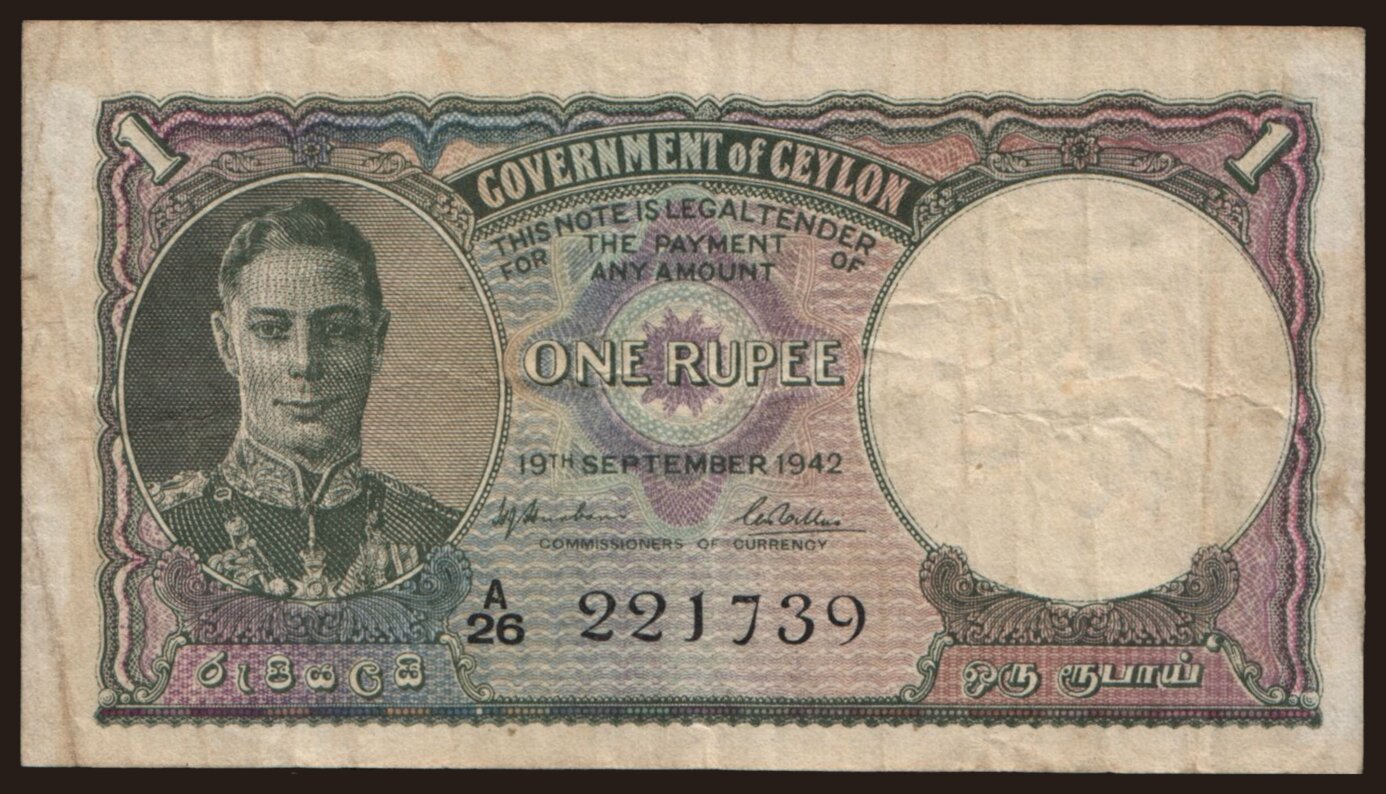 1
1
GOVERNMENT of CEYLON
THIS NOTE IS LEGAL TENDER
FOR THE PAYMENT OF
ANY AMOUNT
ONE RUPEE
19TH SEPTEMBER 1942
COMMISSIONERS OF CURRENCY
A/26 221739
රුපියලයි
ஒரு ரூபாய்